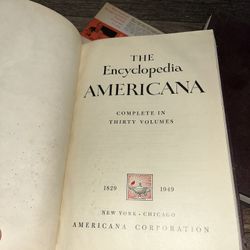 THE
Encyclopedia
AMERICANA
COMPLETE IN
THIRTY VOLUMES
1829 1949
NEW YORK · CHICAGO
AMERICANA CORPORATION